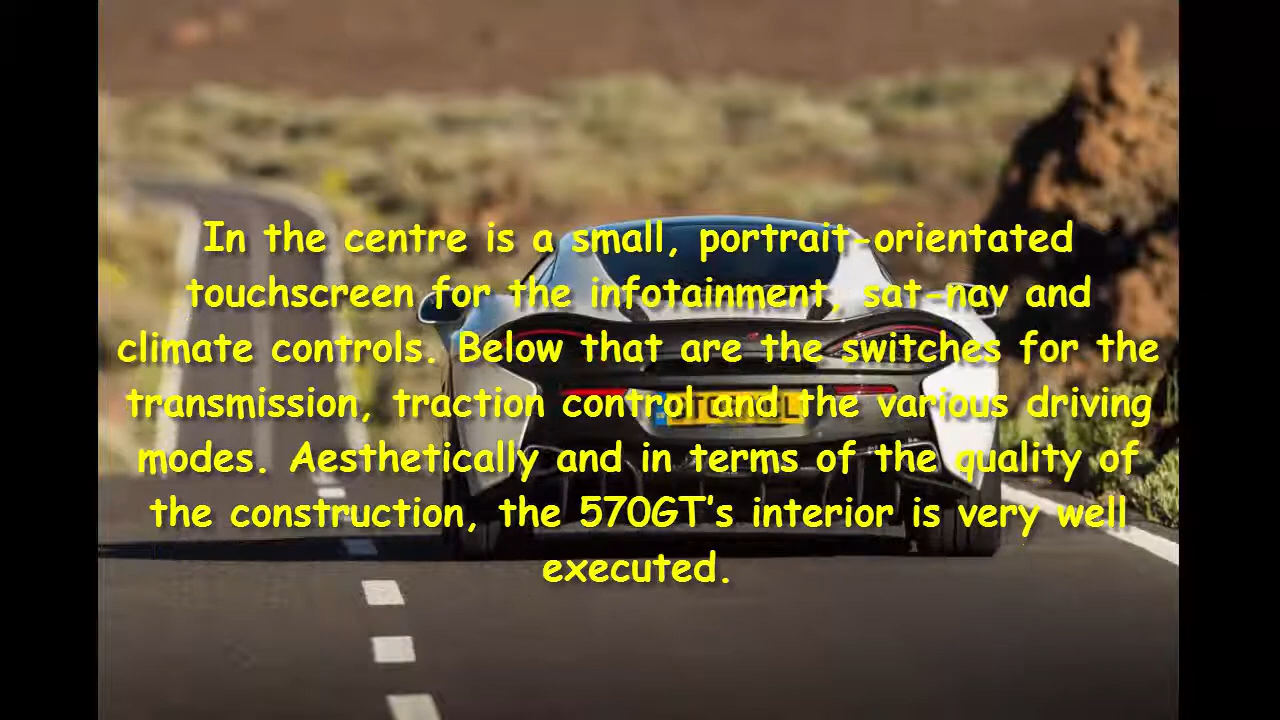 In the centre is a small, portrait-orientated
touchscreen for the infotainment, sat-nav and
climate controls. Below that are the switches for the
transmission, traction control and the various driving
modes. Aesthetically and in terms of the quality of
the construction, the 570GT's interior is very well
executed.